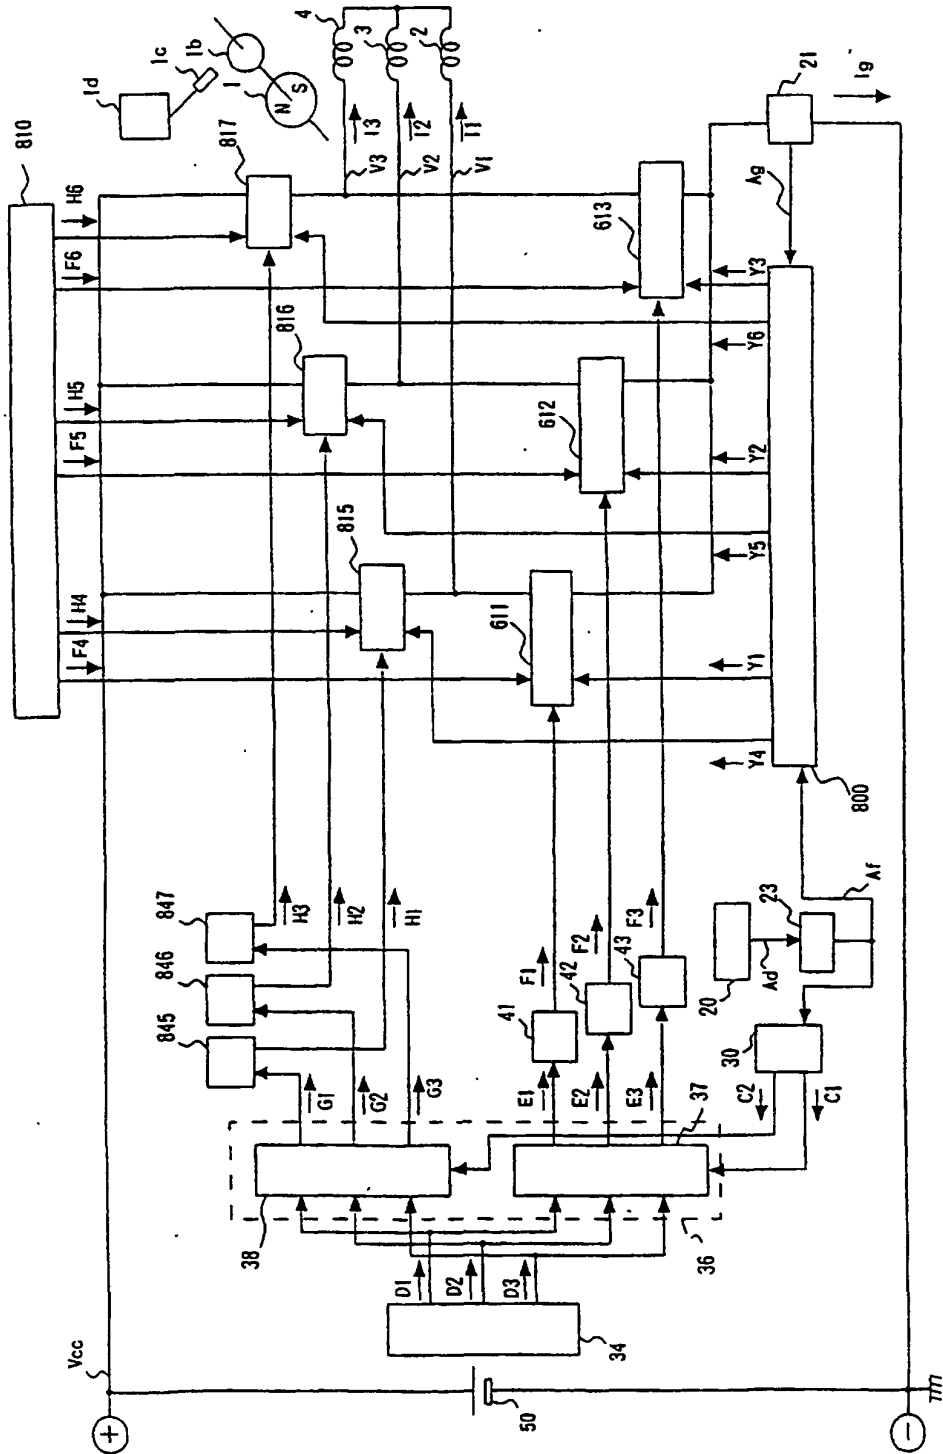 810
1d
1c
1b
1
N
S
4
3
2
817
H6
F6
I3
I2
I1
V3
V2
V1
21
Ig
613
Ag
Y3
Y6
816
H5
F5
612
Y2
Y5
815
H4
F4
611
Y1
Y4
800
847
846
845
H3
H2
H1
F1
F2
F3
41
42
43
20
Ad
23
Af
30
G1
G2
G3
E1
E2
E3
C2
C1
37
38
36
D1
D2
D3
34
Vcc
50
+
−